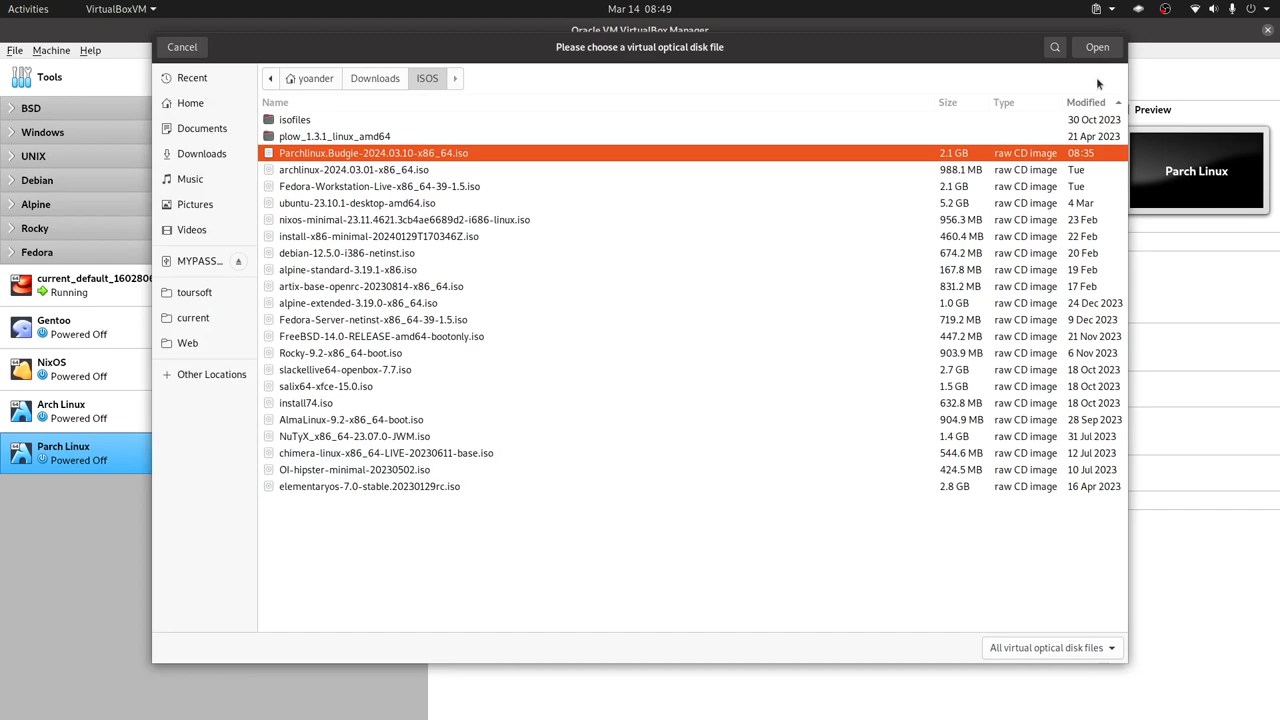 Activities
VirtualBoxVM
Mar 14 08:49
Oracle VM VirtualBox Manager
Cancel
Please choose a virtual optical disk file
Open
File Machine Help
Tools
BSD
Windows
UNIX
Debian
Alpine
Rocky
Fedora
current_default_1602806
Running
Gentoo
Powered Off
NixOS
Powered Off
Arch Linux
Powered Off
Parch Linux
Powered Off
Recent
Home
Documents
Downloads
Music
Pictures
Videos
MYPASS...
toursoft
current
Web
Other Locations
yoander Downloads ISOS
Name Size Type Modified
isofiles 30 Oct 2023
plow_1.3.1_linux_amd64 21 Apr 2023
Parchlinux.Budgie-2024.03.10-x86_64.iso 2.1 GB raw CD image 08:35
archlinux-2024.03.01-x86_64.iso 988.1 MB raw CD image Tue
Fedora-Workstation-Live-x86_64-39-1.5.iso 2.1 GB raw CD image Tue
ubuntu-23.10.1-desktop-amd64.iso 5.2 GB raw CD image 4 Mar
nixos-minimal-23.11.4621.3cb4ae6689d2-i686-linux.iso 956.3 MB raw CD image 23 Feb
install-x86-minimal-20240129T170346Z.iso 460.4 MB raw CD image 22 Feb
debian-12.5.0-i386-netinst.iso 674.2 MB raw CD image 20 Feb
alpine-standard-3.19.1-x86.iso 167.8 MB raw CD image 19 Feb
artix-base-openrc-20230814-x86_64.iso 831.2 MB raw CD image 17 Feb
alpine-extended-3.19.0-x86_64.iso 1.0 GB raw CD image 24 Dec 2023
Fedora-Server-netinst-x86_64-39-1.5.iso 719.2 MB raw CD image 9 Dec 2023
FreeBSD-14.0-RELEASE-amd64-bootonly.iso 447.2 MB raw CD image 21 Nov 2023
Rocky-9.2-x86_64-boot.iso 903.9 MB raw CD image 6 Nov 2023
slackellive64-openbox-7.7.iso 2.7 GB raw CD image 18 Oct 2023
salix64-xfce-15.0.iso 1.5 GB raw CD image 18 Oct 2023
install74.iso 632.8 MB raw CD image 18 Oct 2023
AlmaLinux-9.2-x86_64-boot.iso 904.9 MB raw CD image 28 Sep 2023
NuTyX_x86_64-23.07.0-JWM.iso 1.4 GB raw CD image 31 Jul 2023
chimera-linux-x86_64-LIVE-20230611-base.iso 544.6 MB raw CD image 12 Jul 2023
OI-hipster-minimal-20230502.iso 424.5 MB raw CD image 10 Jul 2023
elementaryos-7.0-stable.20230129rc.iso 2.8 GB raw CD image 16 Apr 2023
All virtual optical disk files
Preview
Parch Linux